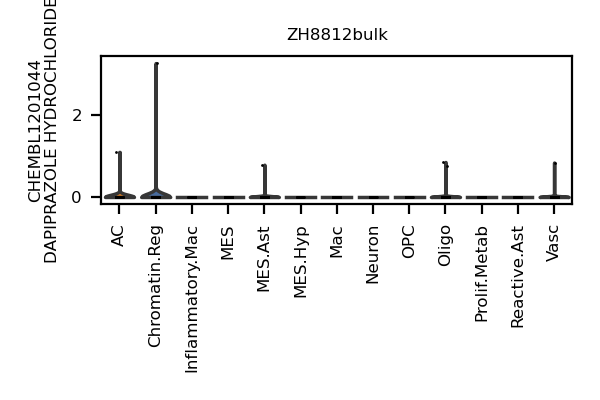 ZH8812bulk
CHEMBL1201044
DAPIPRAZOLE HYDROCHLORIDE
2
0
AC
Chromatin.Reg
Inflammatory.Mac
MES
MES.Ast
MES.Hyp
Mac
Neuron
OPC
Oligo
Prolif.Metab
Reactive.Ast
Vasc